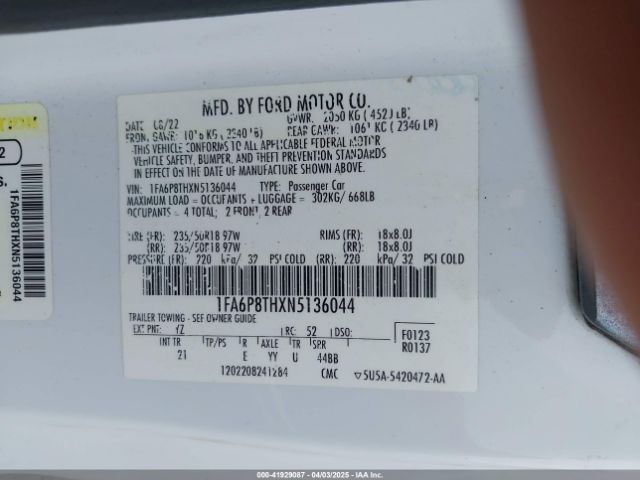 MFD. BY FORD MOTOR CO.
DATE 08/22 GVWR: 2050 KG ( 4520 LB)
FRONT GAWR: KG ( 2340 LB) REAR GAWR: 1061 KG ( 2340 LB)
THIS VEHICLE CONFORMS TO ALL APPLICABLE FEDERAL MOTOR
VEHICLE SAFETY, BUMPER, AND THEFT PREVENTION STANDARDS
IN EFFECT ON THE DATE OF MANUFACTURE SHOWN ABOVE.
VIN: 1FA6P8THXN5136044 TYPE: Passenger Car
MAXIMUM LOAD = OCCUPANTS + LUGGAGE = 302KG/ 668LB
OCCUPANTS = 4 TOTAL; 2 FRONT, 2 REAR
TIRE (FR): 235/50R18 97W RIMS (FR): 18x8.0J
(RR): 235/50R18 97W (RR): 18x8.0J
PRESSURE (FR): 220 kPa/ 32 PSI COLD (RR): 220 kPa/ 32 PSI COLD
1FA6P8THXN5136044
TRAILER TOWING - SEE OWNER GUIDE
EXT PNT: YZ RC: 52 DSO:
F0123
R0137
INT TR TP/PS R AXLE TR SPR
21 E YY U 44BB
1202208241284 CMC 5U5A-5420472-AA
2
S.
1FA6P8THXN5136044
000-41929087 - 04/03/2025 - IAAI.COM